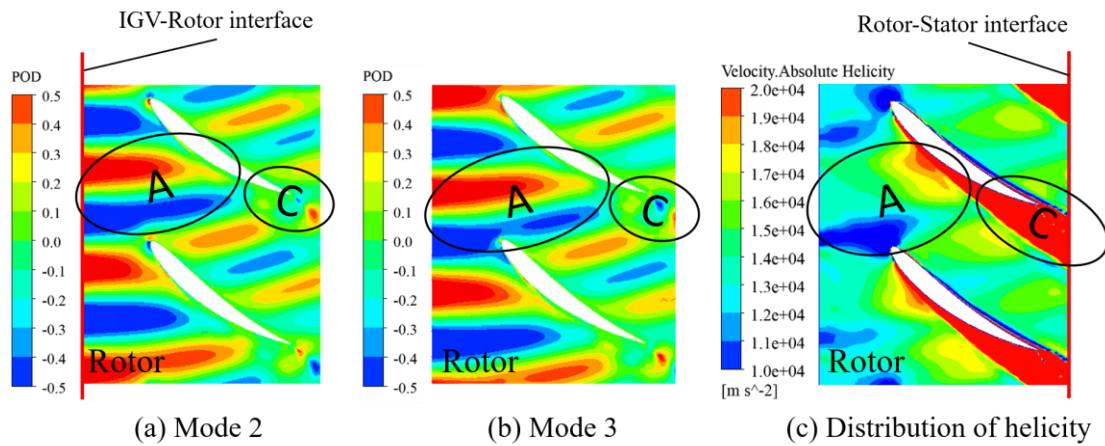 IGV-Rotor interface
Rotor-Stator interface
POD
0.5
0.4
0.3
0.2
0.1
0.0
-0.1
-0.2
-0.3
-0.4
-0.5
A
C
Rotor
POD
0.5
0.4
0.3
0.2
0.1
0.0
-0.1
-0.2
-0.3
-0.4
-0.5
A
C
Velocity.Absolute Helicity
2.0e+04
1.9e+04
1.8e+04
1.7e+04
1.6e+04
1.5e+04
1.4e+04
1.3e+04
1.2e+04
1.1e+04
1.0e+04
[m s^-2]
A
C
Rotor
(a) Mode 2
(b) Mode 3
(c) Distribution of helicity